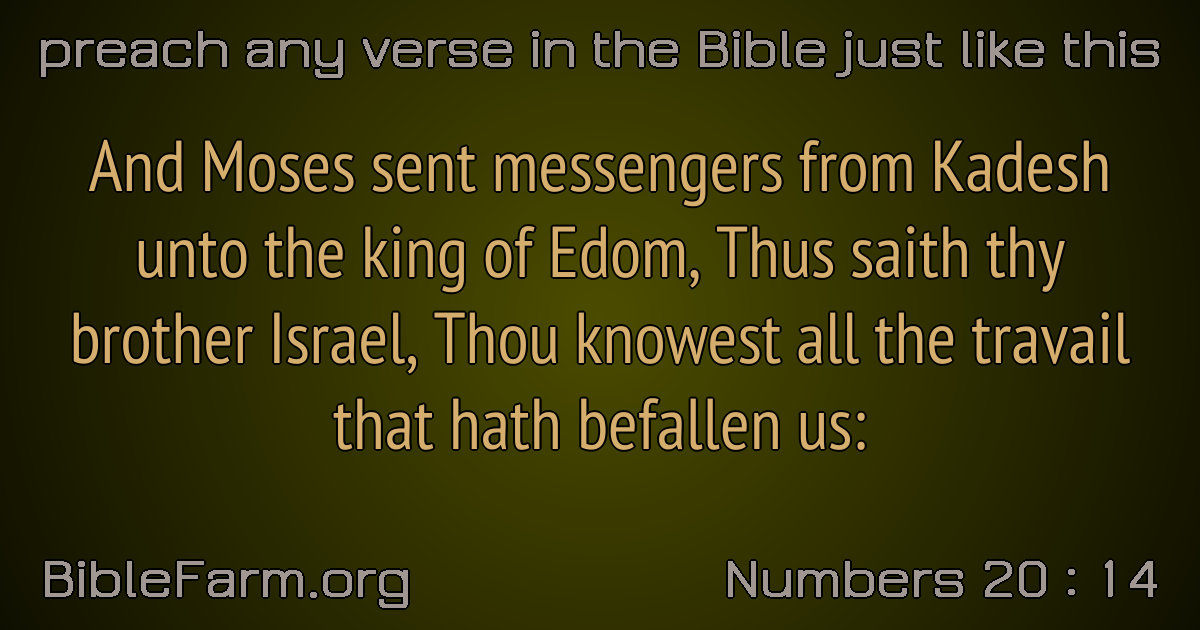 preach any verse in the Bible just like this
And Moses sent messengers from Kadesh
unto the king of Edom, Thus saith thy
brother Israel, Thou knowest all the travail
that hath befallen us:
BibleFarm.org
Numbers 20 : 14